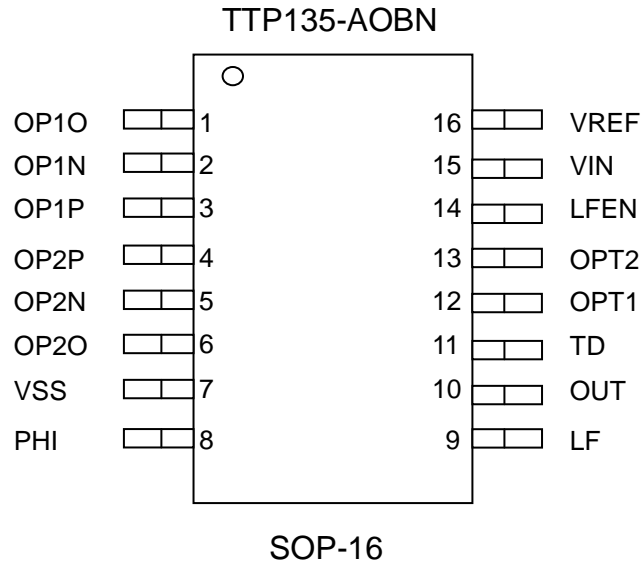 TTP135-AOBN
OP1O 1 16 VREF
OP1N 2 15 VIN
OP1P 3 14 LFEN
OP2P 4 13 OPT2
OP2N 5 12 OPT1
OP2O 6 11 TD
VSS 7 10 OUT
PHI 8 9 LF
SOP-16